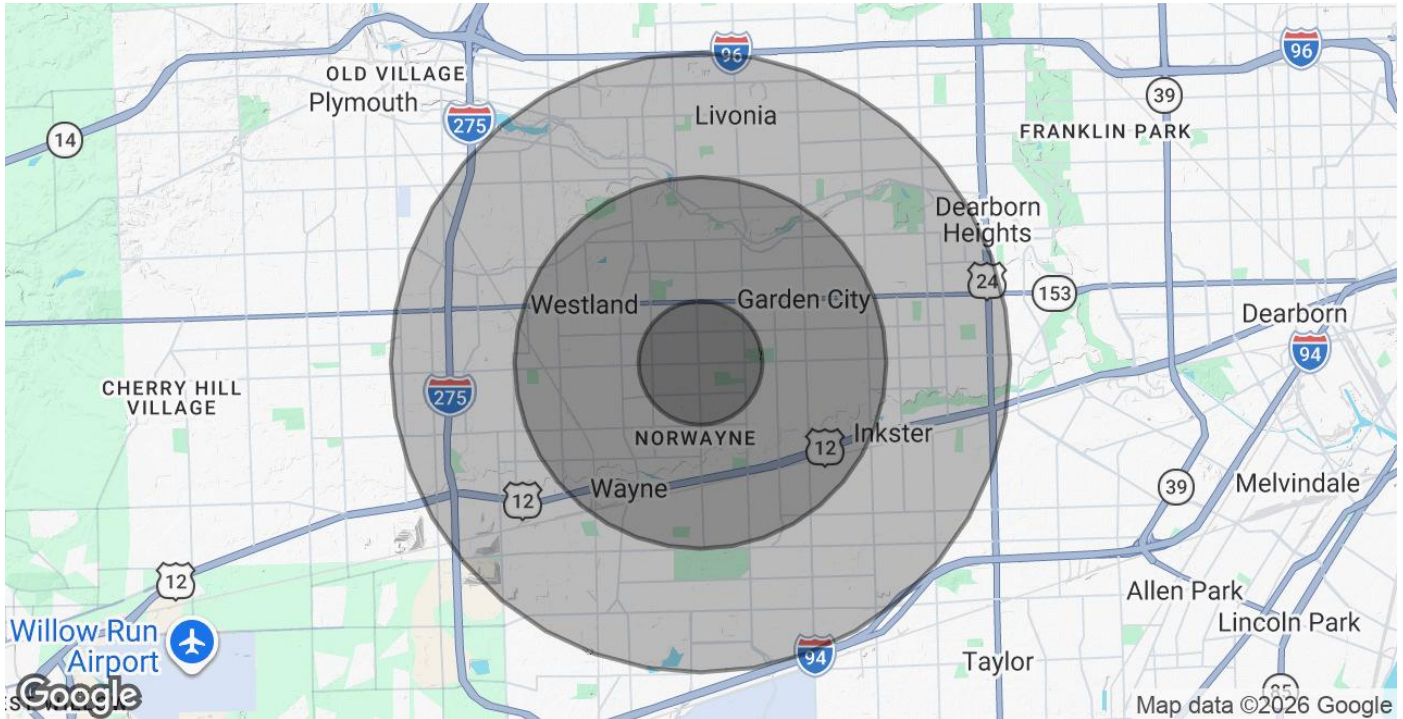 96
96
OLD VILLAGE
Plymouth
39
Livonia
275
FRANKLIN PARK
14
Dearborn
Heights
24
153
Westland
Garden City
Dearborn
94
CHERRY HILL
VILLAGE
275
NORWAYNE
12
Inkster
Wayne
12
39
Melvindale
12
Allen Park
Lincoln Park
Willow Run
Airport
94
Taylor
85
Google
Map data ©2026 Google